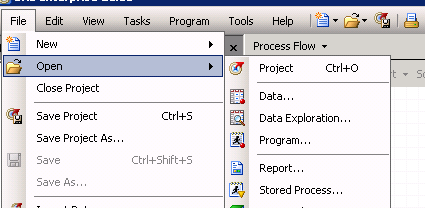 File Edit View Tasks Program Tools Help
New
Process Flow
Open
Project Ctrl+O
Close Project
Data...
Save Project Ctrl+S
Data Exploration...
Save Project As...
Program...
Save Ctrl+Shift+S
Report...
Save As...
Stored Process...